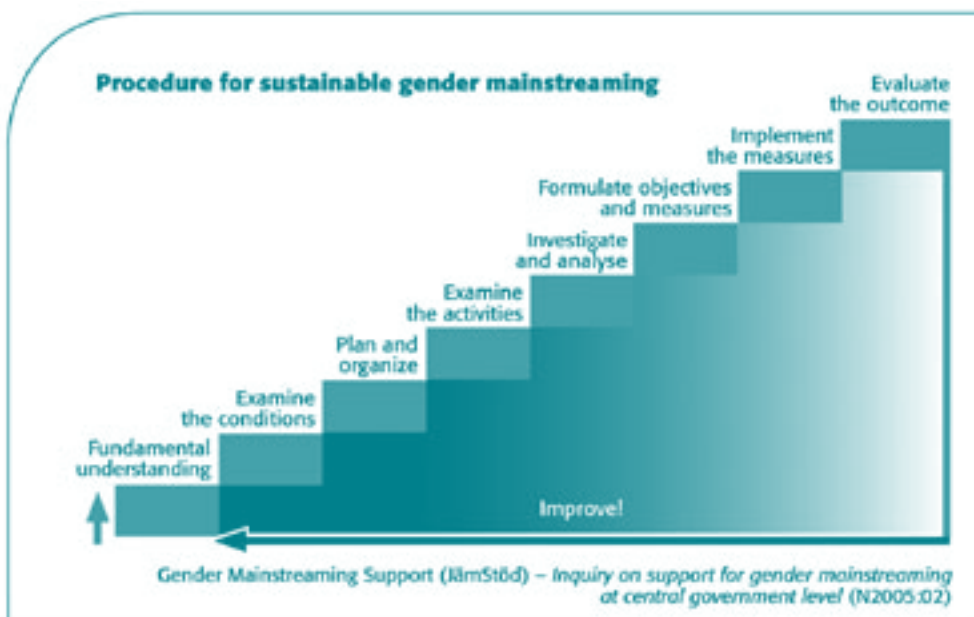 Procedure for sustainable gender mainstreaming
Evaluate
the outcome
Implement
the measures
Formulate objectives
and measures
Investigate
and analyse
Examine
the activities
Plan and
organize
Examine
the conditions
Fundamental
understanding
Improve!
Gender Mainstreaming Support (JämStöd) – Inquiry on support for gender mainstreaming
at central government level (N2005:02)